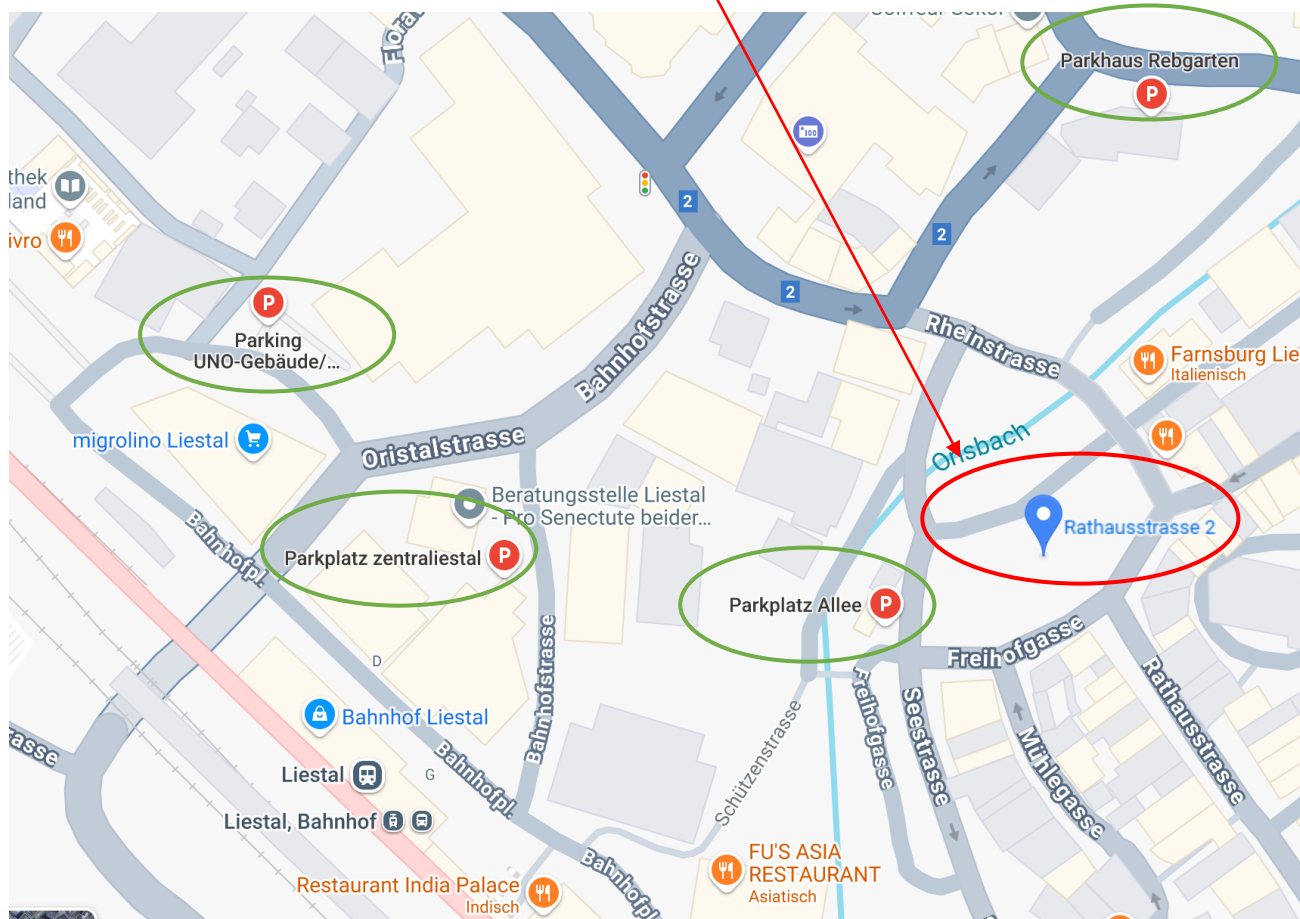 Parkhaus Rebgarten
P
thek
land
ivro
2
2
2
P
Parking
UNO-Gebäude/...
Bahnhofstrasse
Rheinstrasse
Farnsburg Lie
Italienisch
migrolino Liestal
Oristalstrasse
Orisbach
Beratungsstelle Liestal
- Pro Senectute beider...
Bahnhofpl.
Parkplatz zentraliestal
P
Rathausstrasse 2
Parkplatz Allee
P
Freihofgasse
D
Bahnhofstrasse
Freihofgasse
Seestrasse
Rathausstrasse
Mühlegasse
Schützenstrasse
Bahnhof Liestal
asse
Liestal
G
Bahnhofpl.
Liestal, Bahnhof
Bahnhofpl.
FU'S ASIA
RESTAURANT
Asiatisch
Restaurant India Palace
Indisch